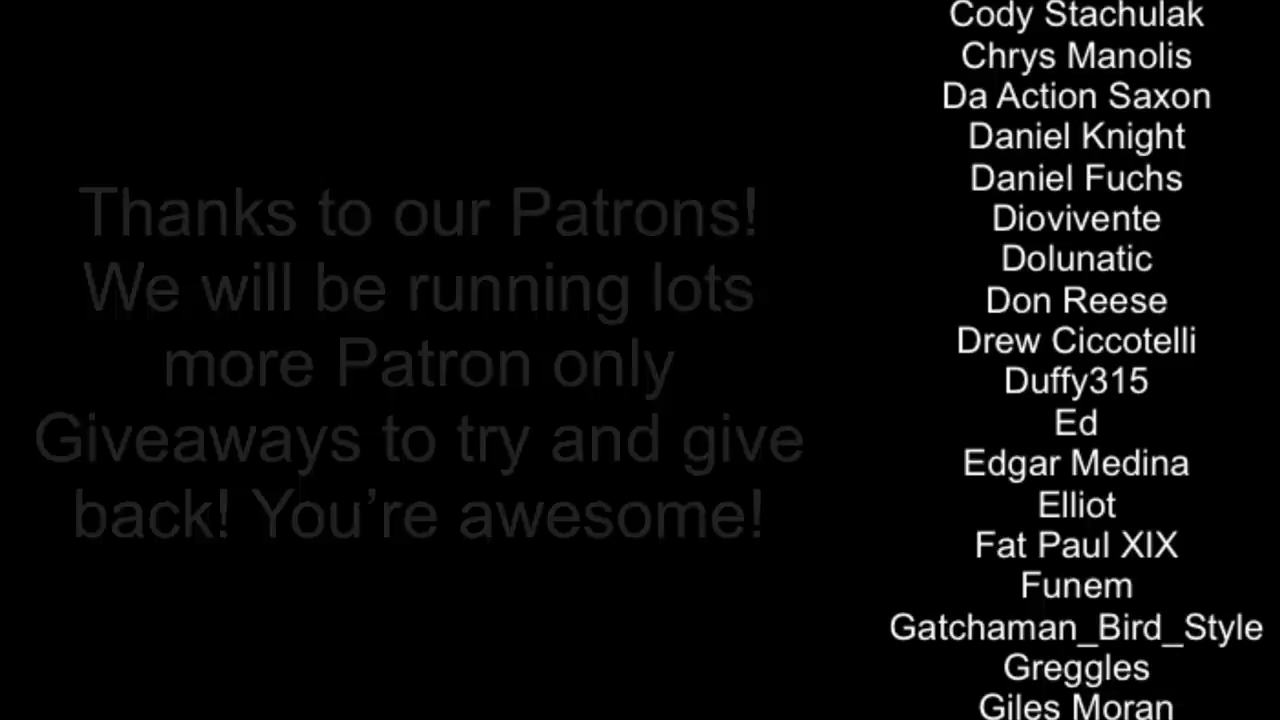 Thanks to our Patrons!
We will be running lots
more Patron only
Giveaways to try and give
back! You’re awesome!
Cody Stachulak
Chrys Manolis
Da Action Saxon
Daniel Knight
Daniel Fuchs
Diovivente
Dolunatic
Don Reese
Drew Ciccotelli
Duffy315
Ed
Edgar Medina
Elliot
Fat Paul XIX
Funem
Gatchaman_Bird_Style
Greggles
Giles Moran